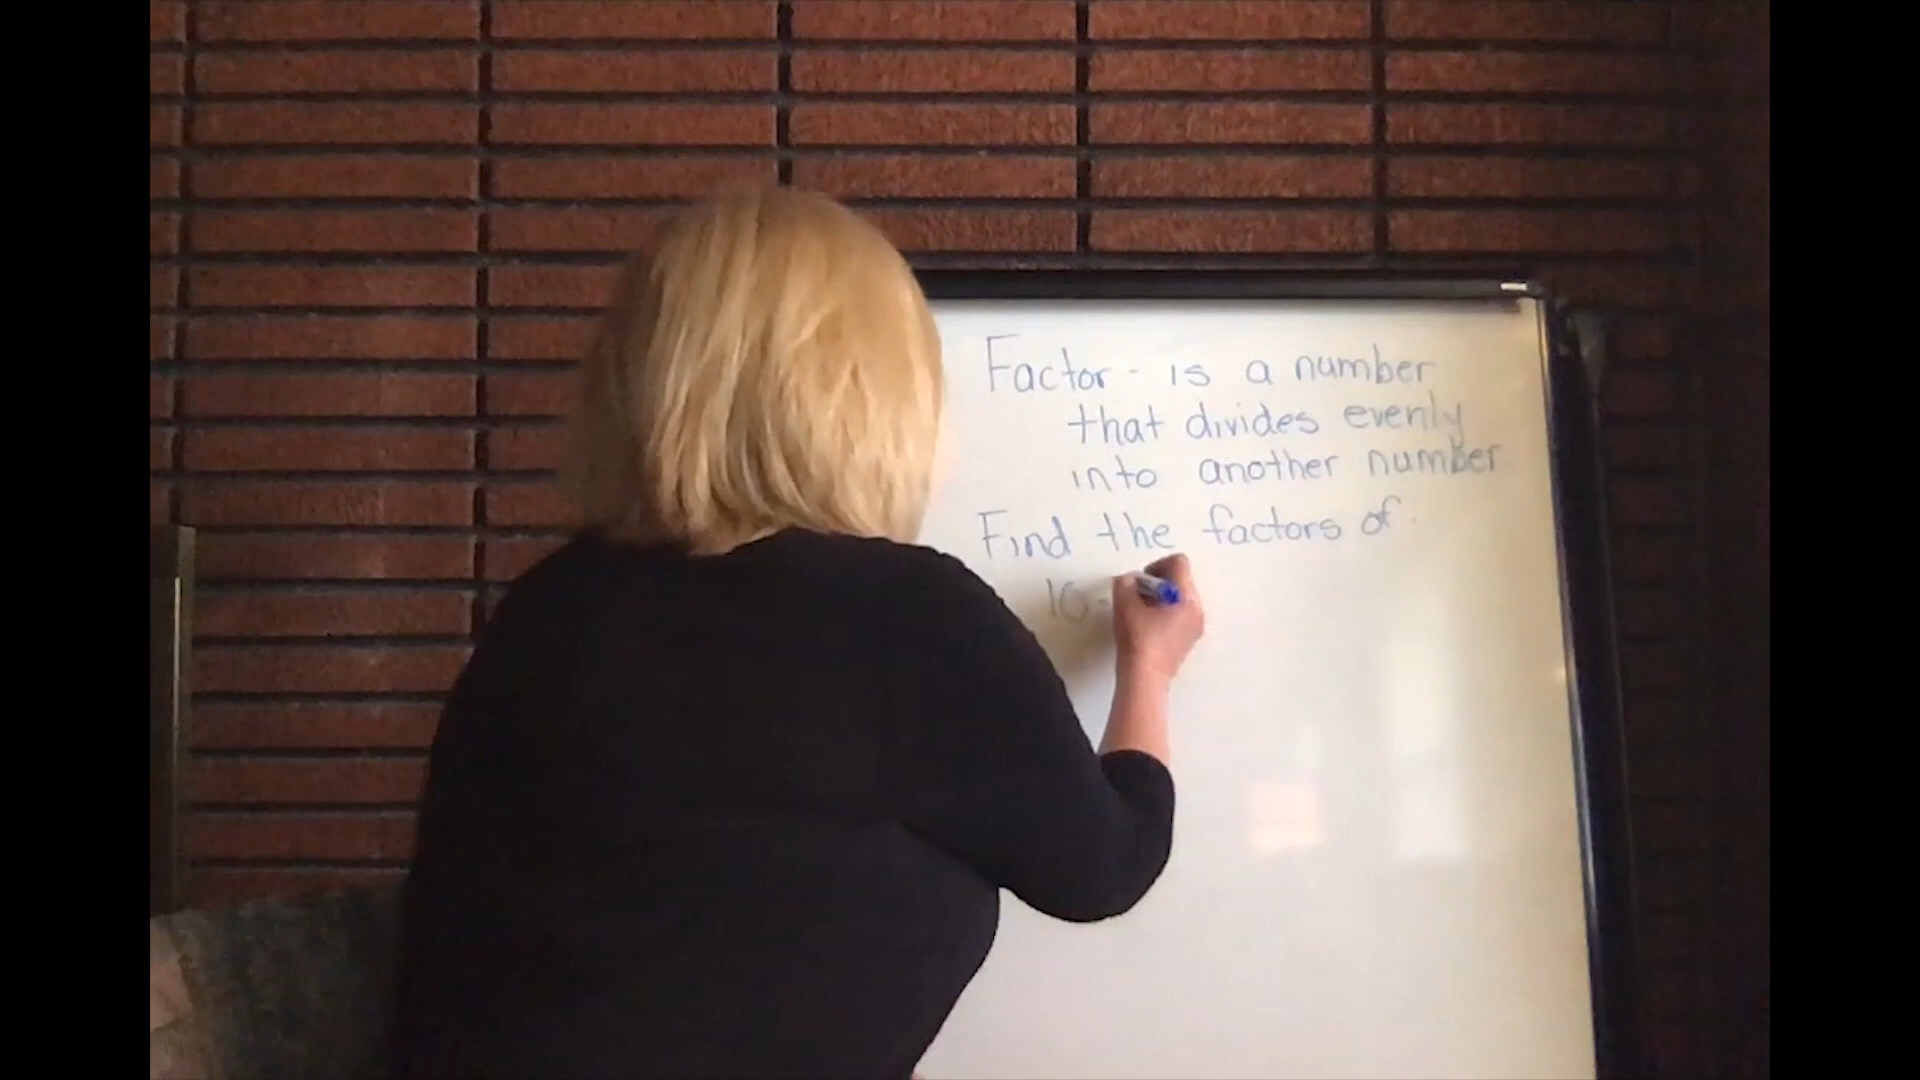 Factor - is a number
that divides evenly
into another number
Find the factors of
10 -